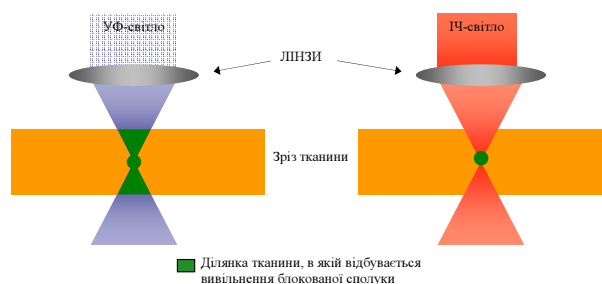 УФ-світло
ІЧ-світло
ЛІНЗИ
Зріз тканини
Ділянка тканини, в якій відбувається
вивільнення блокованої сполуки